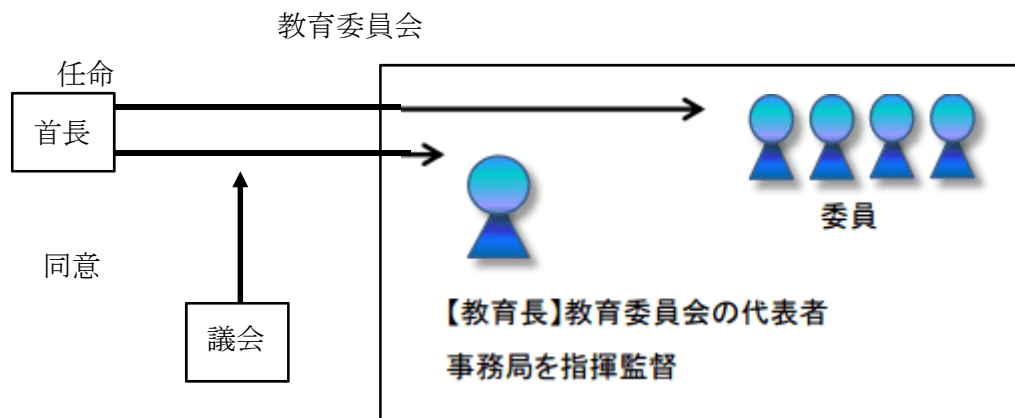 教育委員会
任命
首長
委員
同意
【教育長】教育委員会の代表者
事務局を指揮監督
議会